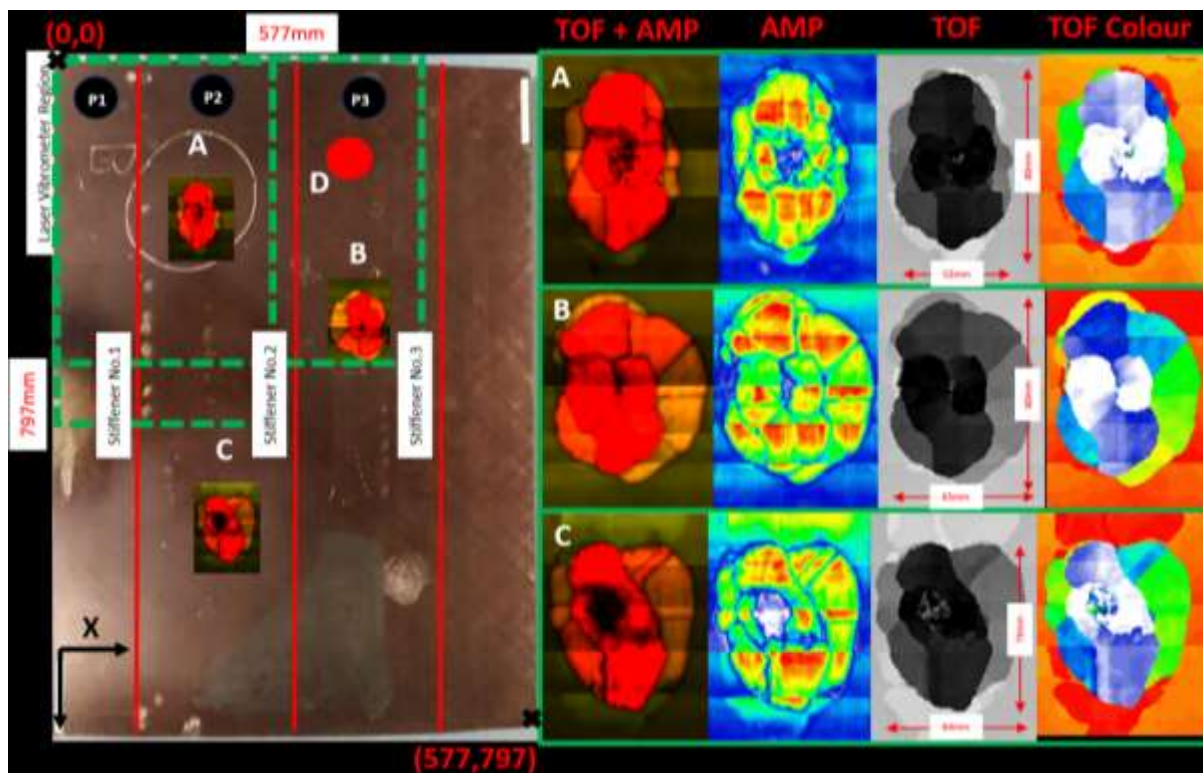 (0,0)
577mm
TOF + AMP
AMP
TOF
TOF Colour
Laser Vibrometer Region
P1
P2
P3
A
D
B
797mm
Stiffener No.1
Stiffener No.2
Stiffener No.3
C
X
(577,797)
A
B
C